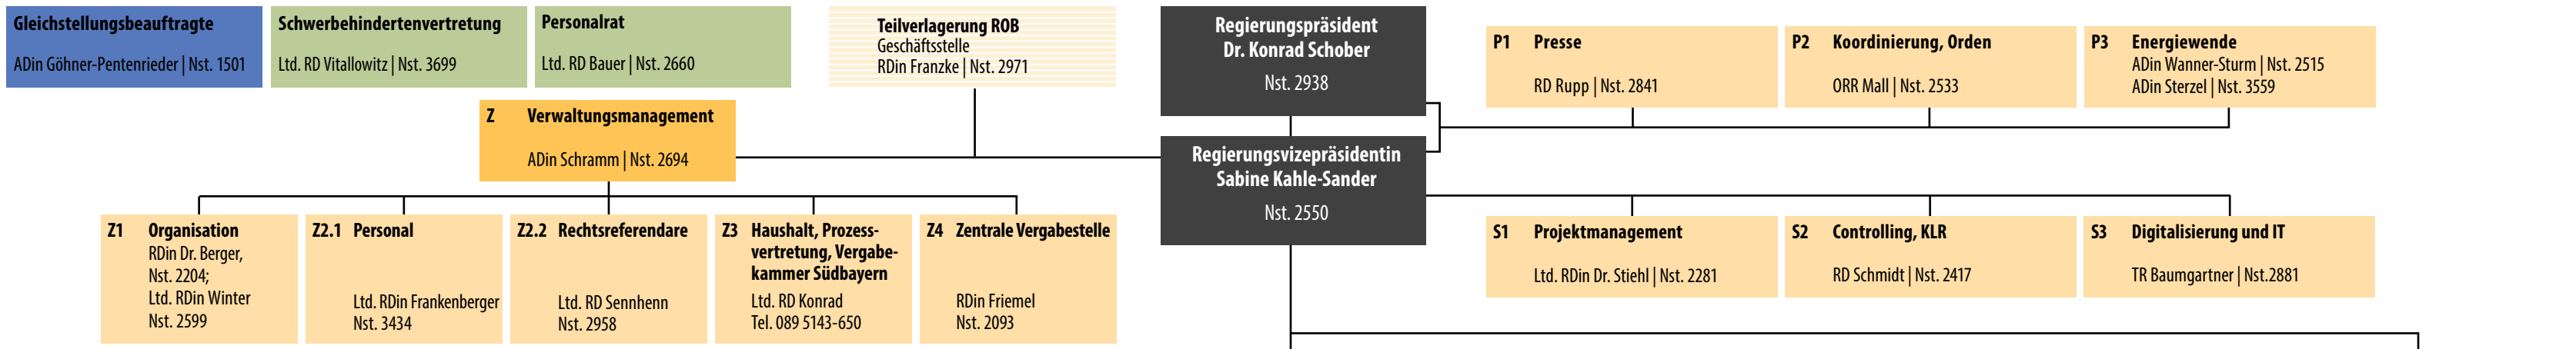 Gleichstellungsbeauftragte
ADin Göhner-Pentenrieder | Nst. 1501
Schwerbehindertenvertretung
Ltd. RD Vitallowitz | Nst. 3699
Personalrat
Ltd. RD Bauer | Nst. 2660
Teilverlagerung ROB
Geschäftsstelle
RDin Franzke | Nst. 2971
Regierungspräsident
Dr. Konrad Schober
Nst. 2938
P1 Presse
RD Rupp | Nst. 2841
P2 Koordinierung, Orden
ORR Mall | Nst. 2533
P3 Energiewende
ADin Wanner-Sturm | Nst. 2515
ADin Sterzel | Nst. 3559
Z Verwaltungsmanagement
ADin Schramm | Nst. 2694
Regierungsvizepräsidentin
Sabine Kahle-Sander
Nst. 2550
Z1 Organisation
RDin Dr. Berger,
Nst. 2204;
Ltd. RDin Winter
Nst. 2599
Z2.1 Personal
Ltd. RDin Frankenberger
Nst. 3434
Z2.2 Rechtsreferendare
Ltd. RD Sennhenn
Nst. 2958
Z3 Haushalt, Prozess-
vertretung, Vergabe-
kammer Südbayern
Ltd. RD Konrad
Tel. 089 5143-650
Z4 Zentrale Vergabestelle
RDin Friemel
Nst. 2093
S1 Projektmanagement
Ltd. RDin Dr. Stiehl | Nst. 2281
S2 Controlling, KLR
RD Schmidt | Nst. 2417
S3 Digitalisierung und IT
TR Baumgartner | Nst.2881